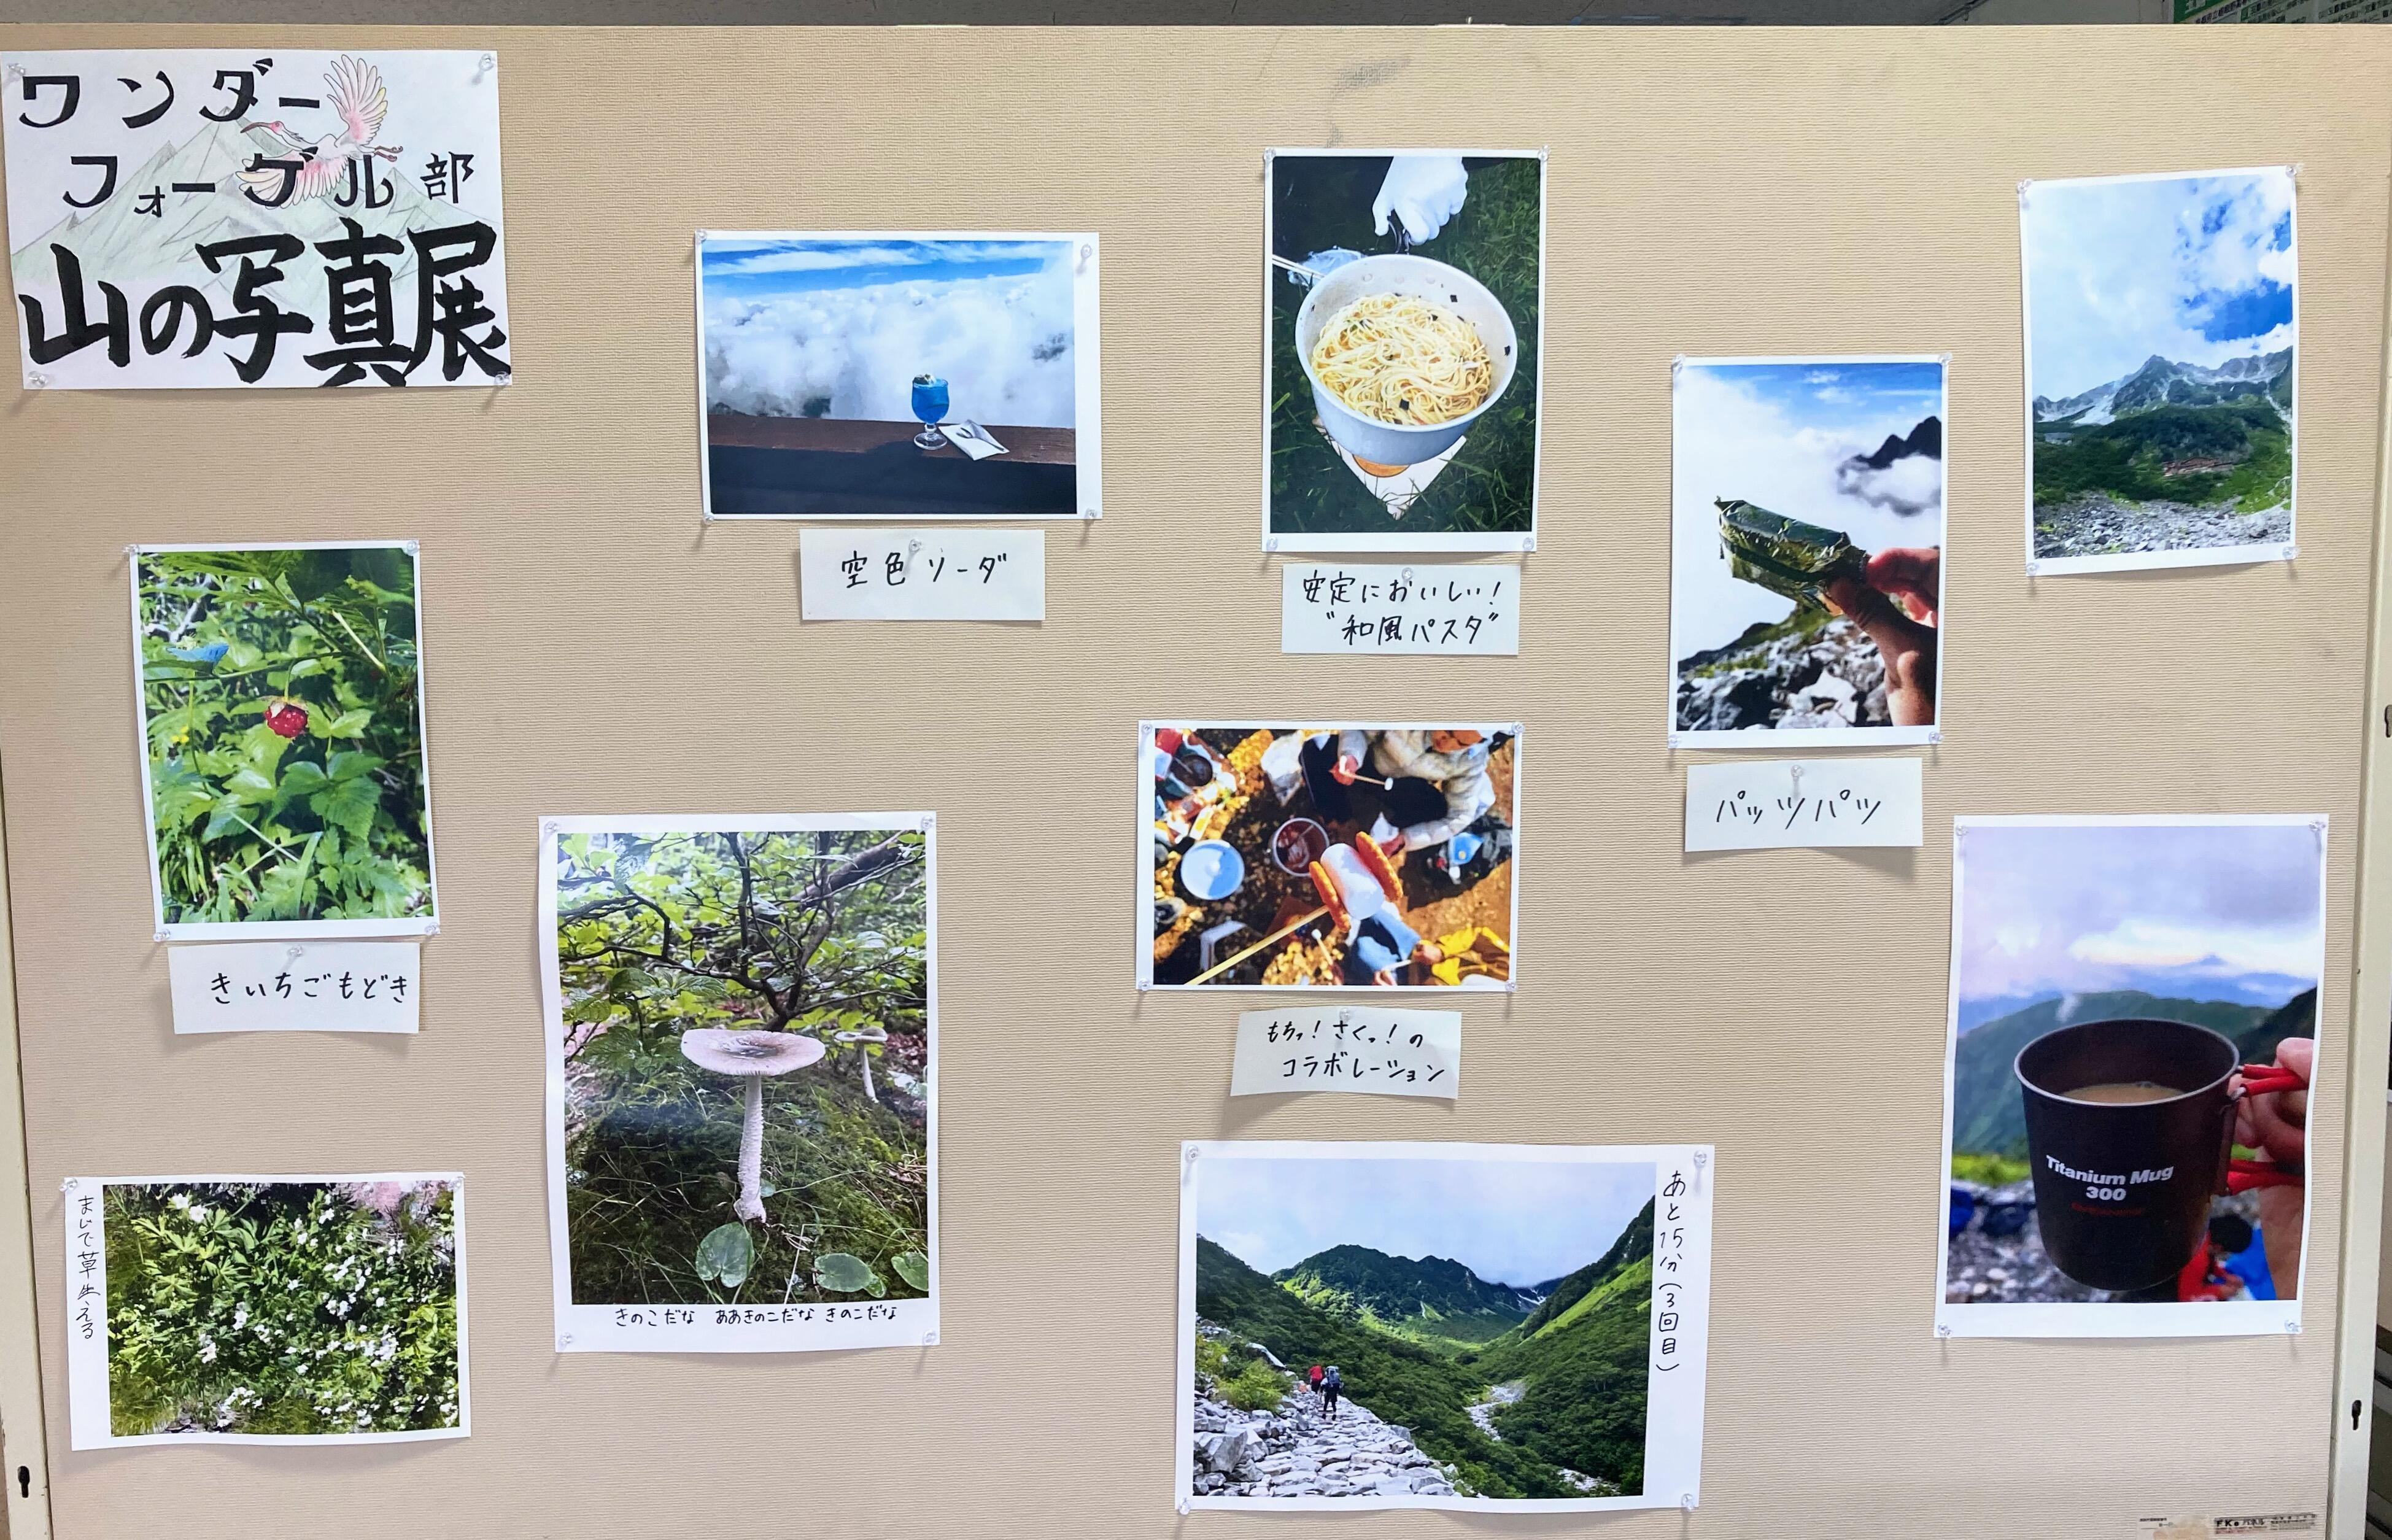 ワンダー
フォーゲル部
山の写真展
空色ソーダ
安定においしい!
"和風パスタ"
パッツパツ
きいちごもどき
もちっ!さくっ!の
コラボレーション
Titanium Mug
300
まじで草生える
きのこだな ああきのこだな きのこだな
あと15分(3回目)